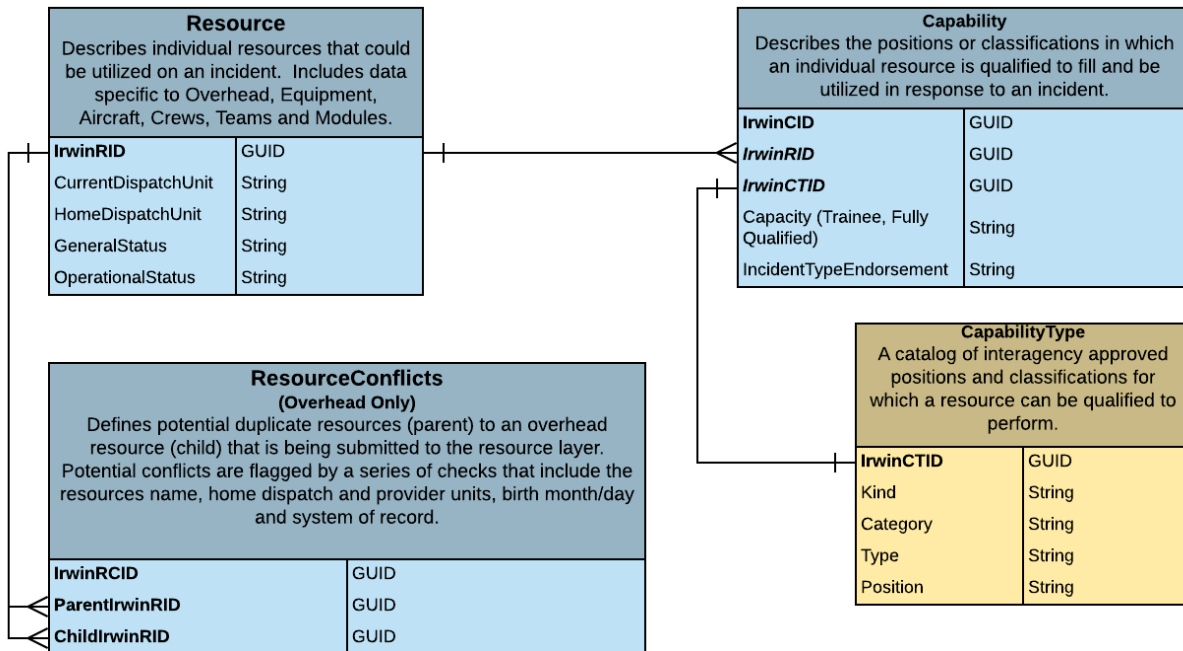 Resource
Describes individual resources that could
be utilized on an incident.  Includes data
specific to Overhead, Equipment,
Aircraft, Crews, Teams and Modules.
IrwinRID GUID
CurrentDispatchUnit String
HomeDispatchUnit String
GeneralStatus String
OperationalStatus String
Capability
Describes the positions or classifications in which
an individual resource is qualified to fill and be
utilized in response to an incident.
IrwinCID GUID
IrwinRID GUID
IrwinCTID GUID
Capacity (Trainee, Fully
Qualified) String
IncidentTypeEndorsement String
ResourceConflicts
(Overhead Only)
Defines potential duplicate resources (parent) to an overhead
resource (child) that is being submitted to the resource layer.
Potential conflicts are flagged by a series of checks that include the
resources name, home dispatch and provider units, birth month/day
and system of record.
IrwinRCID GUID
ParentIrwinRID GUID
ChildIrwinRID GUID
CapabilityType
A catalog of interagency approved
positions and classifications for
which a resource can be qualified to
perform.
IrwinCTID GUID
Kind String
Category String
Type String
Position String